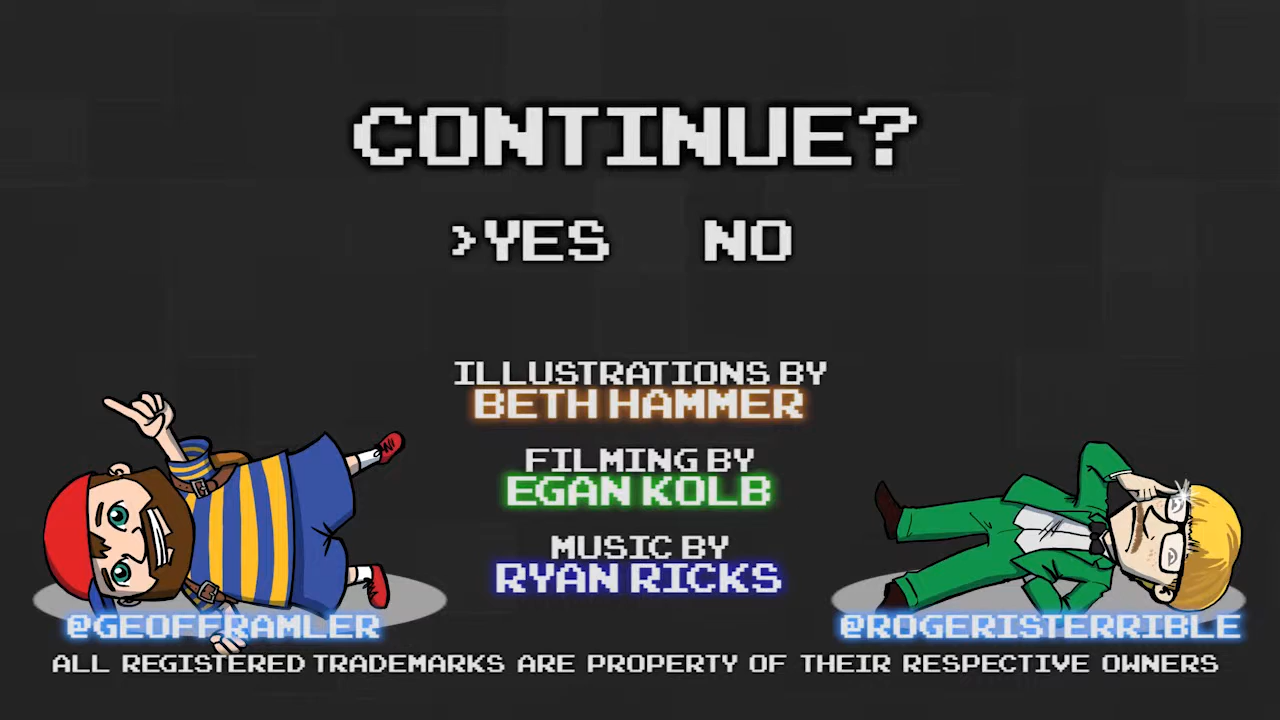 CONTINUE?
>YES NO
ILLUSTRATIONS BY
BETH HAMMER
FILMING BY
EGAN KOLB
MUSIC BY
RYAN RICKS
@GEOFFRAMLER @ROGERISTERRIBLE
ALL REGISTERED TRADEMARKS ARE PROPERTY OF THEIR RESPECTIVE OWNERS